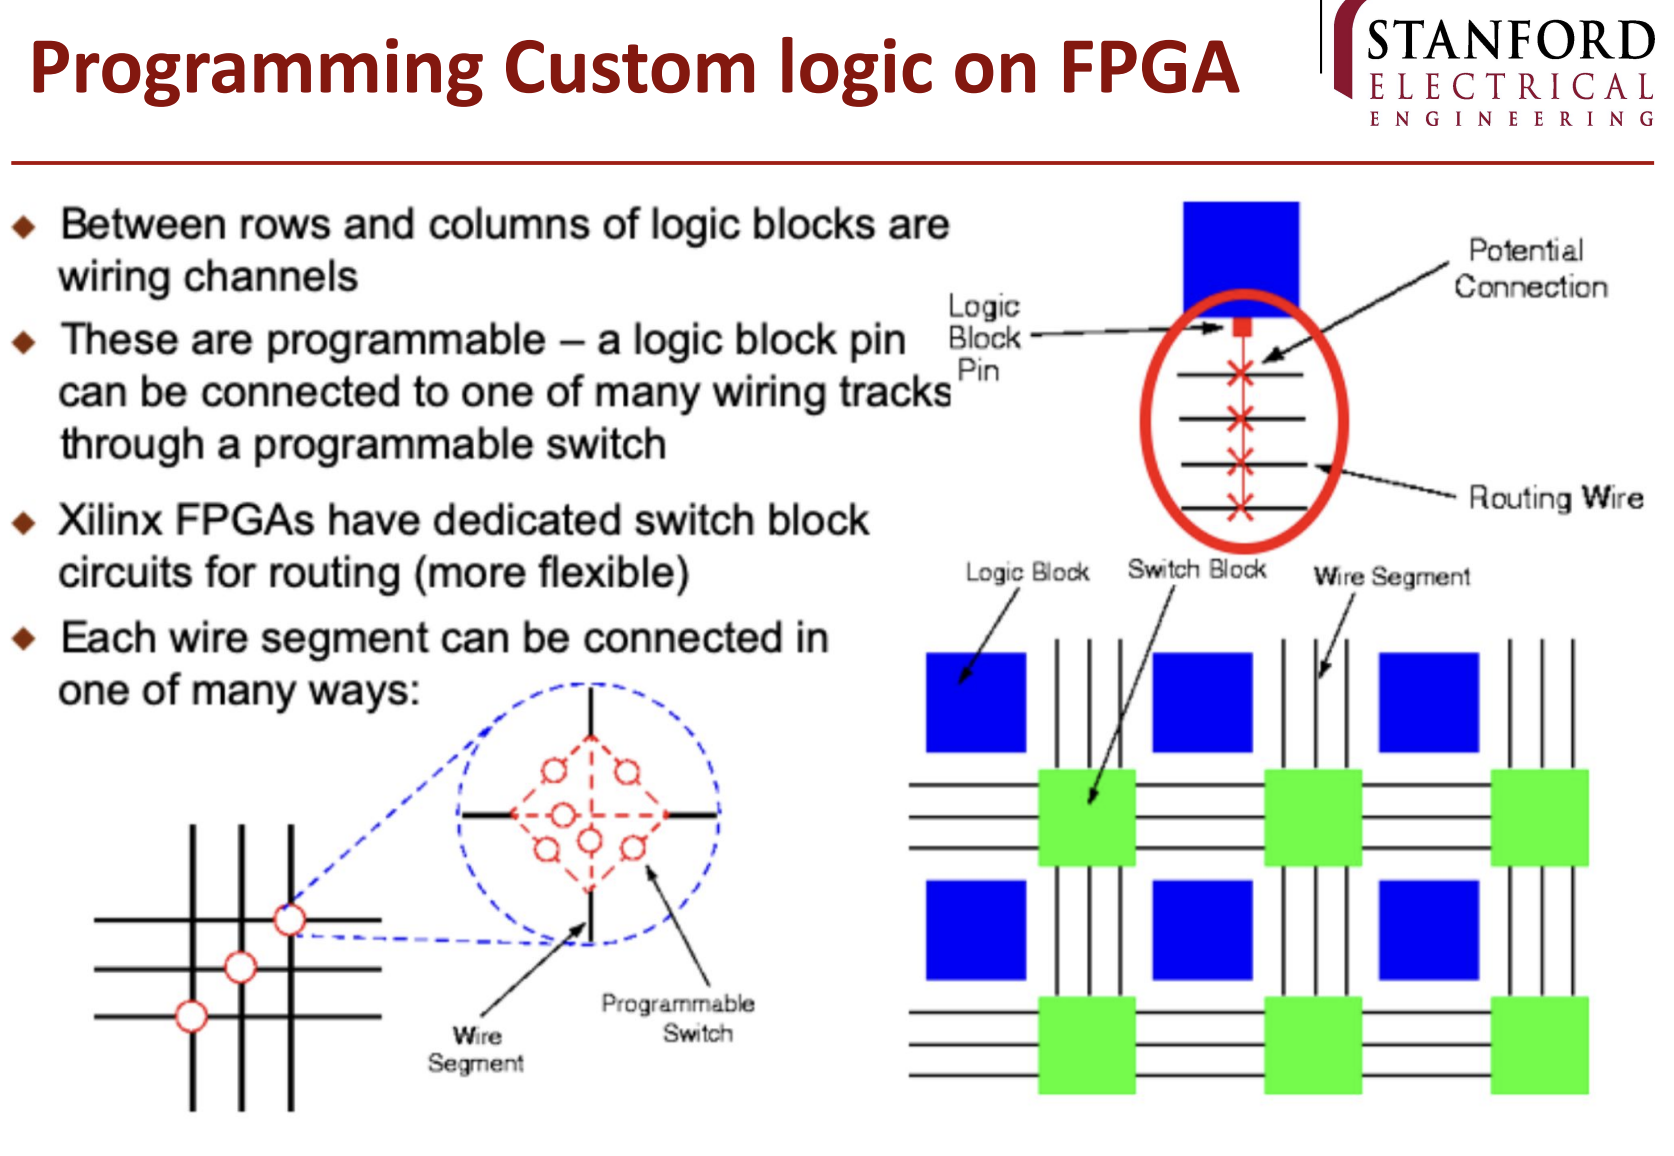 Programming Custom logic on FPGA
STANFORD
ELECTRICAL
ENGINEERING
◆ Between rows and columns of logic blocks are
wiring channels
◆ These are programmable – a logic block pin
can be connected to one of many wiring tracks
through a programmable switch
◆ Xilinx FPGAs have dedicated switch block
circuits for routing (more flexible)
◆ Each wire segment can be connected in
one of many ways:
Wire
Segment
Programmable
Switch
Logic
Block
Pin
Potential
Connection
Routing Wire
Logic Block
Switch Block
Wire Segment